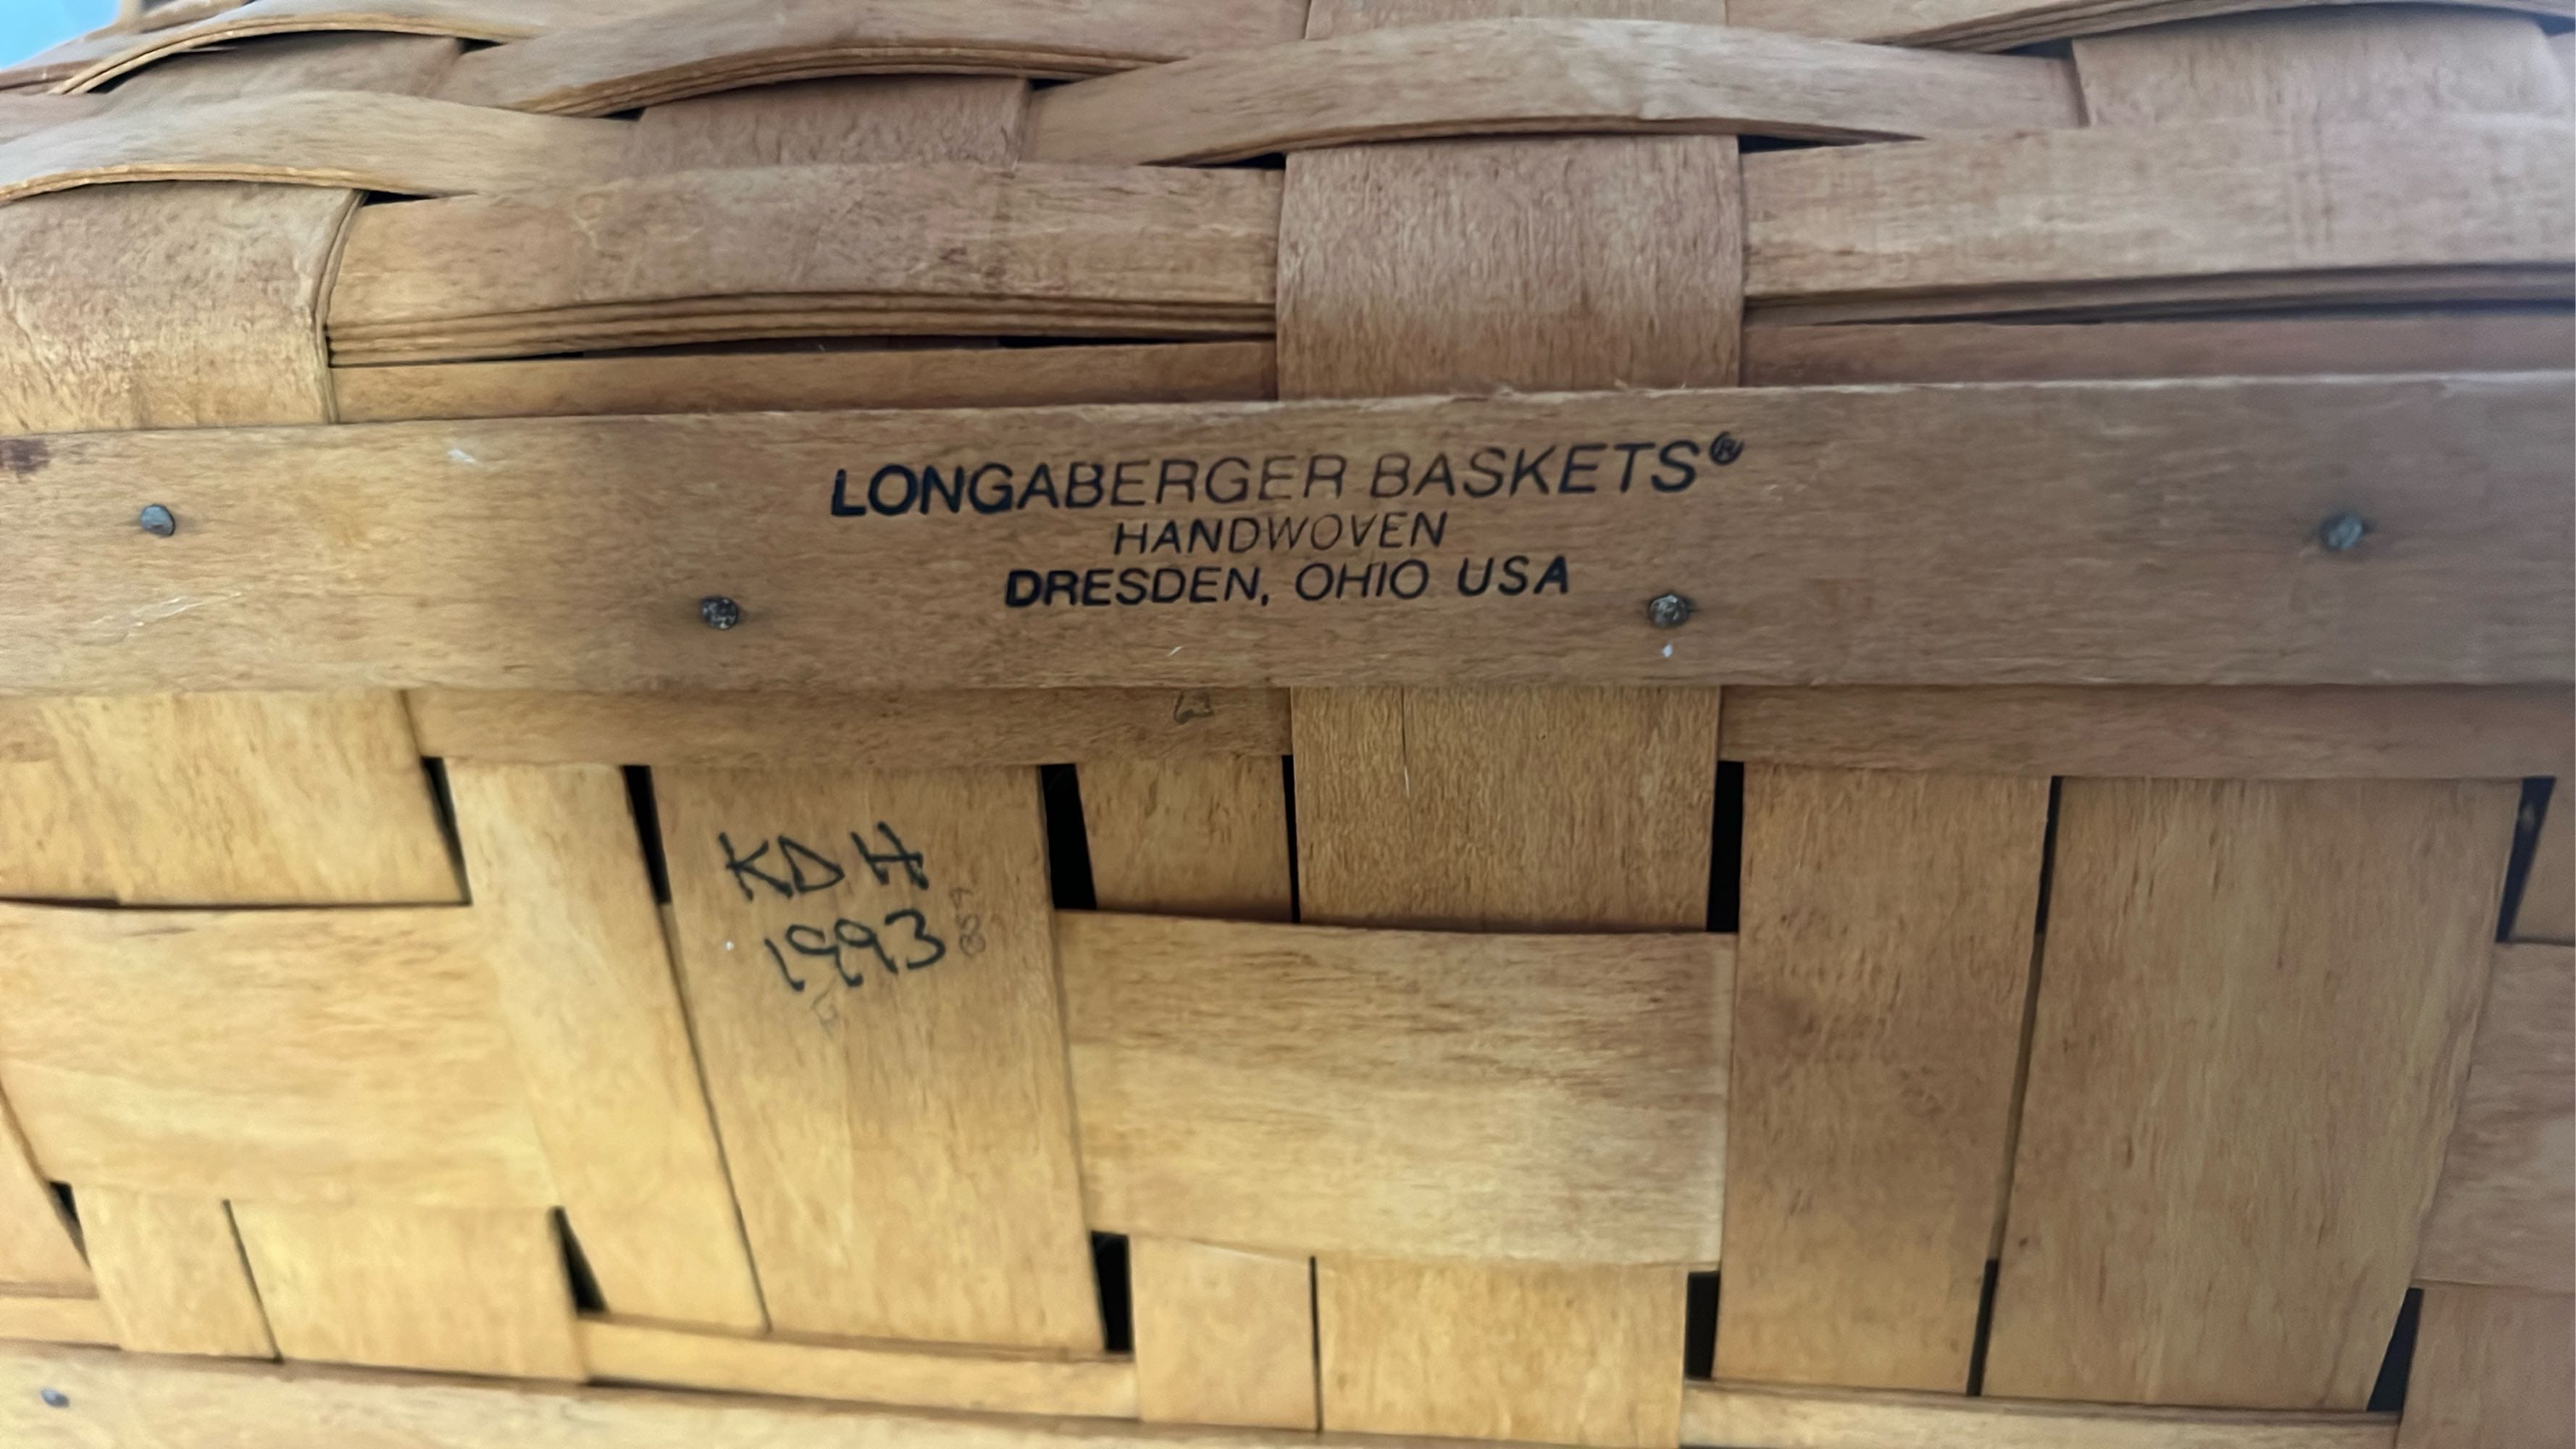 LONGABERGER BASKETS®
HANDWOVEN
DRESDEN, OHIO USA
KDH
1993